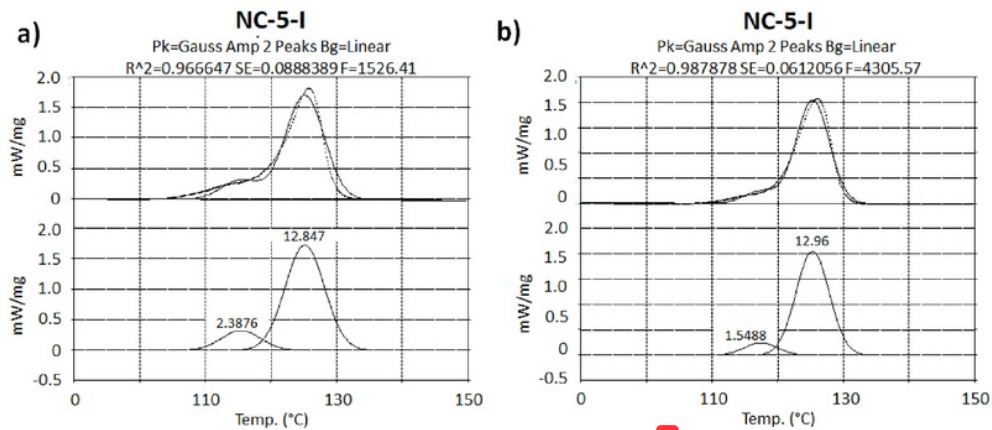 a)
NC-5-I
Pk=Gauss Amp 2 Peaks Bg=Linear
R^2=0.966647 SE=0.0888389 F=1526.41
2.0
1.5
1.0
0.5
0
mW/mg
2.0
1.5
1.0
0.5
0
-0.5
mW/mg
12.847
2.3876
0 110 130 150
Temp. (°C)
b)
NC-5-I
Pk=Gauss Amp 2 Peaks Bg=Linear
R^2=0.987878 SE=0.0612056 F=4305.57
2.0
1.5
1.0
0.5
0
mW/mg
2.0
1.5
1.0
0.5
0
-0.5
mW/mg
12.96
1.5488
0 110 130 150
Temp. (°C)